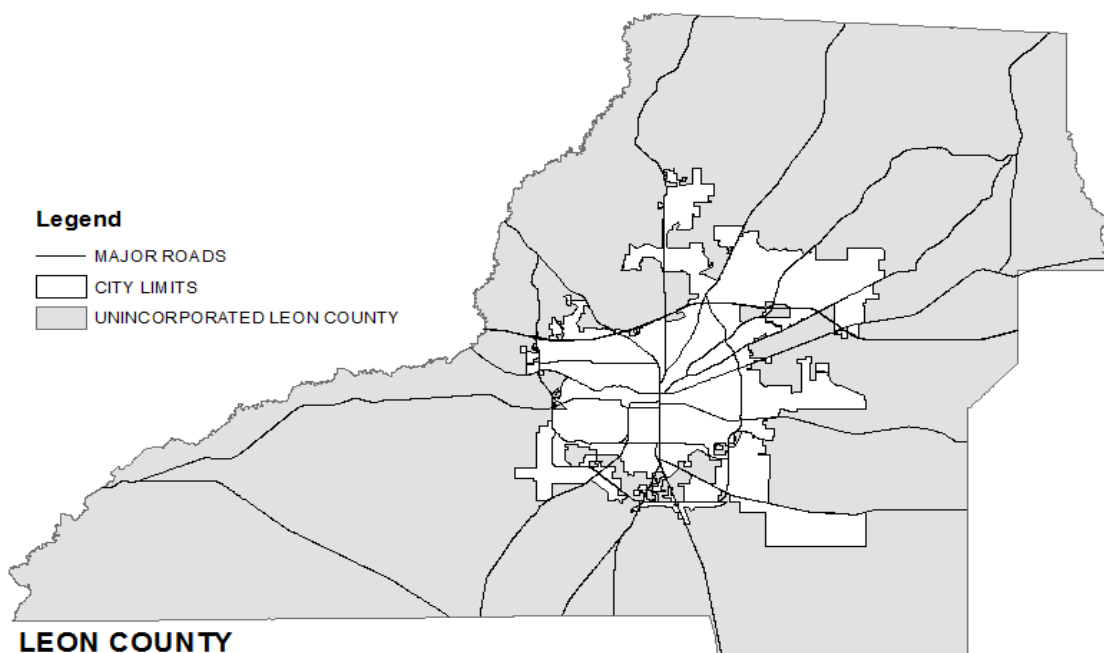 Legend
MAJOR ROADS
CITY LIMITS
UNINCORPORATED LEON COUNTY
LEON COUNTY